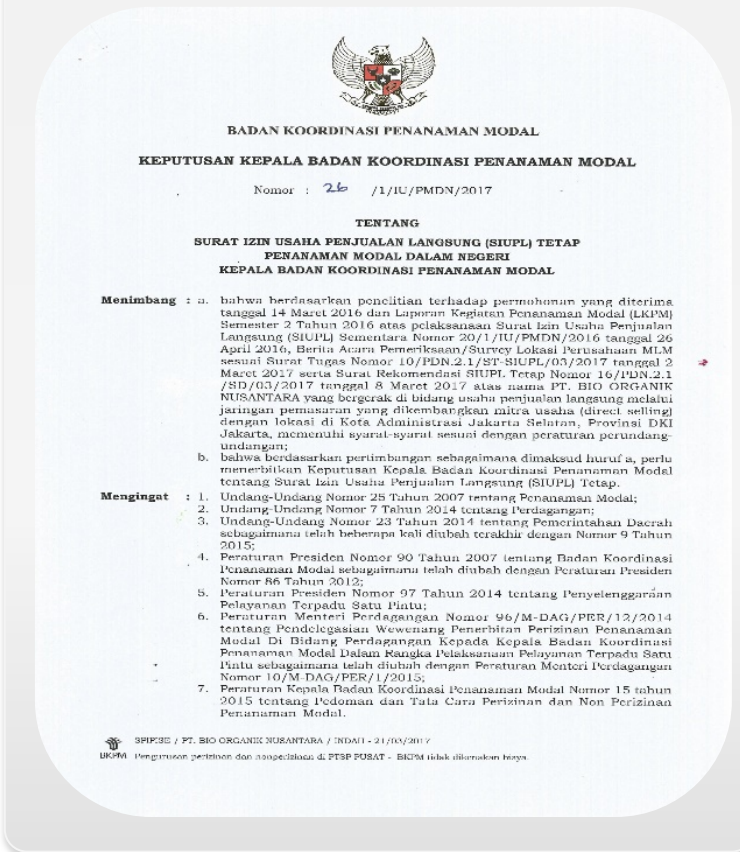 BADAN KOORDINASI PENANAMAN MODAL
KEPUTUSAN KEPALA BADAN KOORDINASI PENANAMAN MODAL
Nomor : 26 /1/IU/PMDN/2017
TENTANG
SURAT IZIN USAHA PENJUALAN LANGSUNG (SIUPL) TETAP
PENANAMAN MODAL DALAM NEGERI
KEPALA BADAN KOORDINASI PENANAMAN MODAL
Menimbang : a. bahwa berdasarkan penelitian terhadap permohonan yang diterima
tanggal 14 Maret 2016 dan Laporan Kegiatan Penanaman Modal (LKPM)
Semester 2 Tahun 2016 atas pelaksanaan Surat Izin Usaha Penjualan
Langsung (SIUPL) Sementara Nomor 20/1/IU/PMDN/2016 tanggal 26
April 2016, Berita Acara Pemeriksaan/Survey Lokasi Perusahaan MLM
sesuai Surat Tugas Nomor 10/PDN.2.1/ST-SIUPL/03/2017 tanggal 2
Maret 2017 serta Surat Rekomendasi SIUPL Tetap Nomor 16/PDN.2.1
/SD/03/2017 tanggal 8 Maret 2017 atas nama PT. BIO ORGANIK
NUSANTARA yang bergerak di bidang usaha penjualan langsung melalui
jaringan pemasaran yang dikembangkan mitra usaha (direct selling)
dengan lokasi di Kota Administrasi Jakarta Selatan, Provinsi DKI
Jakarta, memenuhi syarat-syarat sesuai dengan peraturan perundang-
undangan;
b. bahwa berdasarkan pertimbangan sebagaimana dimaksud huruf a, perlu
menerbitkan Keputusan Kepala Badan Koordinasi Penanaman Modal
tentang Surat Izin Usaha Penjualan Langsung (SIUPL) Tetap.
Mengingat : 1. Undang-Undang Nomor 25 Tahun 2007 tentang Penanaman Modal;
2. Undang-Undang Nomor 7 Tahun 2014 tentang Perdagangan;
3. Undang-Undang Nomor 23 Tahun 2014 tentang Pemerintahan Daerah
sebagaimana telah beberapa kali diubah terakhir dengan Nomor 9 Tahun
2015;
4. Peraturan Presiden Nomor 90 Tahun 2007 tentang Badan Koordinasi
Penanaman Modal sebagaimana telah diubah dengan Peraturan Presiden
Nomor 86 Tahun 2012;
5. Peraturan Presiden Nomor 97 Tahun 2014 tentang Penyelenggaraan
Pelayanan Terpadu Satu Pintu;
6. Peraturan Menteri Perdagangan Nomor 96/M-DAG/PER/12/2014
tentang Pendelegasian Wewenang Penerbitan Perizinan Penanaman
Modal Di Bidang Perdagangan Kepada Kepala Badan Koordinasi
Penanaman Modal Dalam Rangka Pelaksanaan Pelayanan Terpadu Satu
Pintu sebagaimana telah diubah dengan Peraturan Menteri Perdagangan
Nomor 10/M-DAG/PER/1/2015;
7. Peraturan Kepala Badan Koordinasi Penanaman Modal Nomor 15 tahun
2015 tentang Pedoman dan Tata Cara Perizinan dan Non Perizinan
Penanaman Modal.
SPIPISE / PT. BIO ORGANIK NUSANTARA / INDAH - 21/03/2017
BKPM Pengurusan perizinan dan nonperizinan di PTSP PUSAT - BKPM tidak dikenakan biaya.